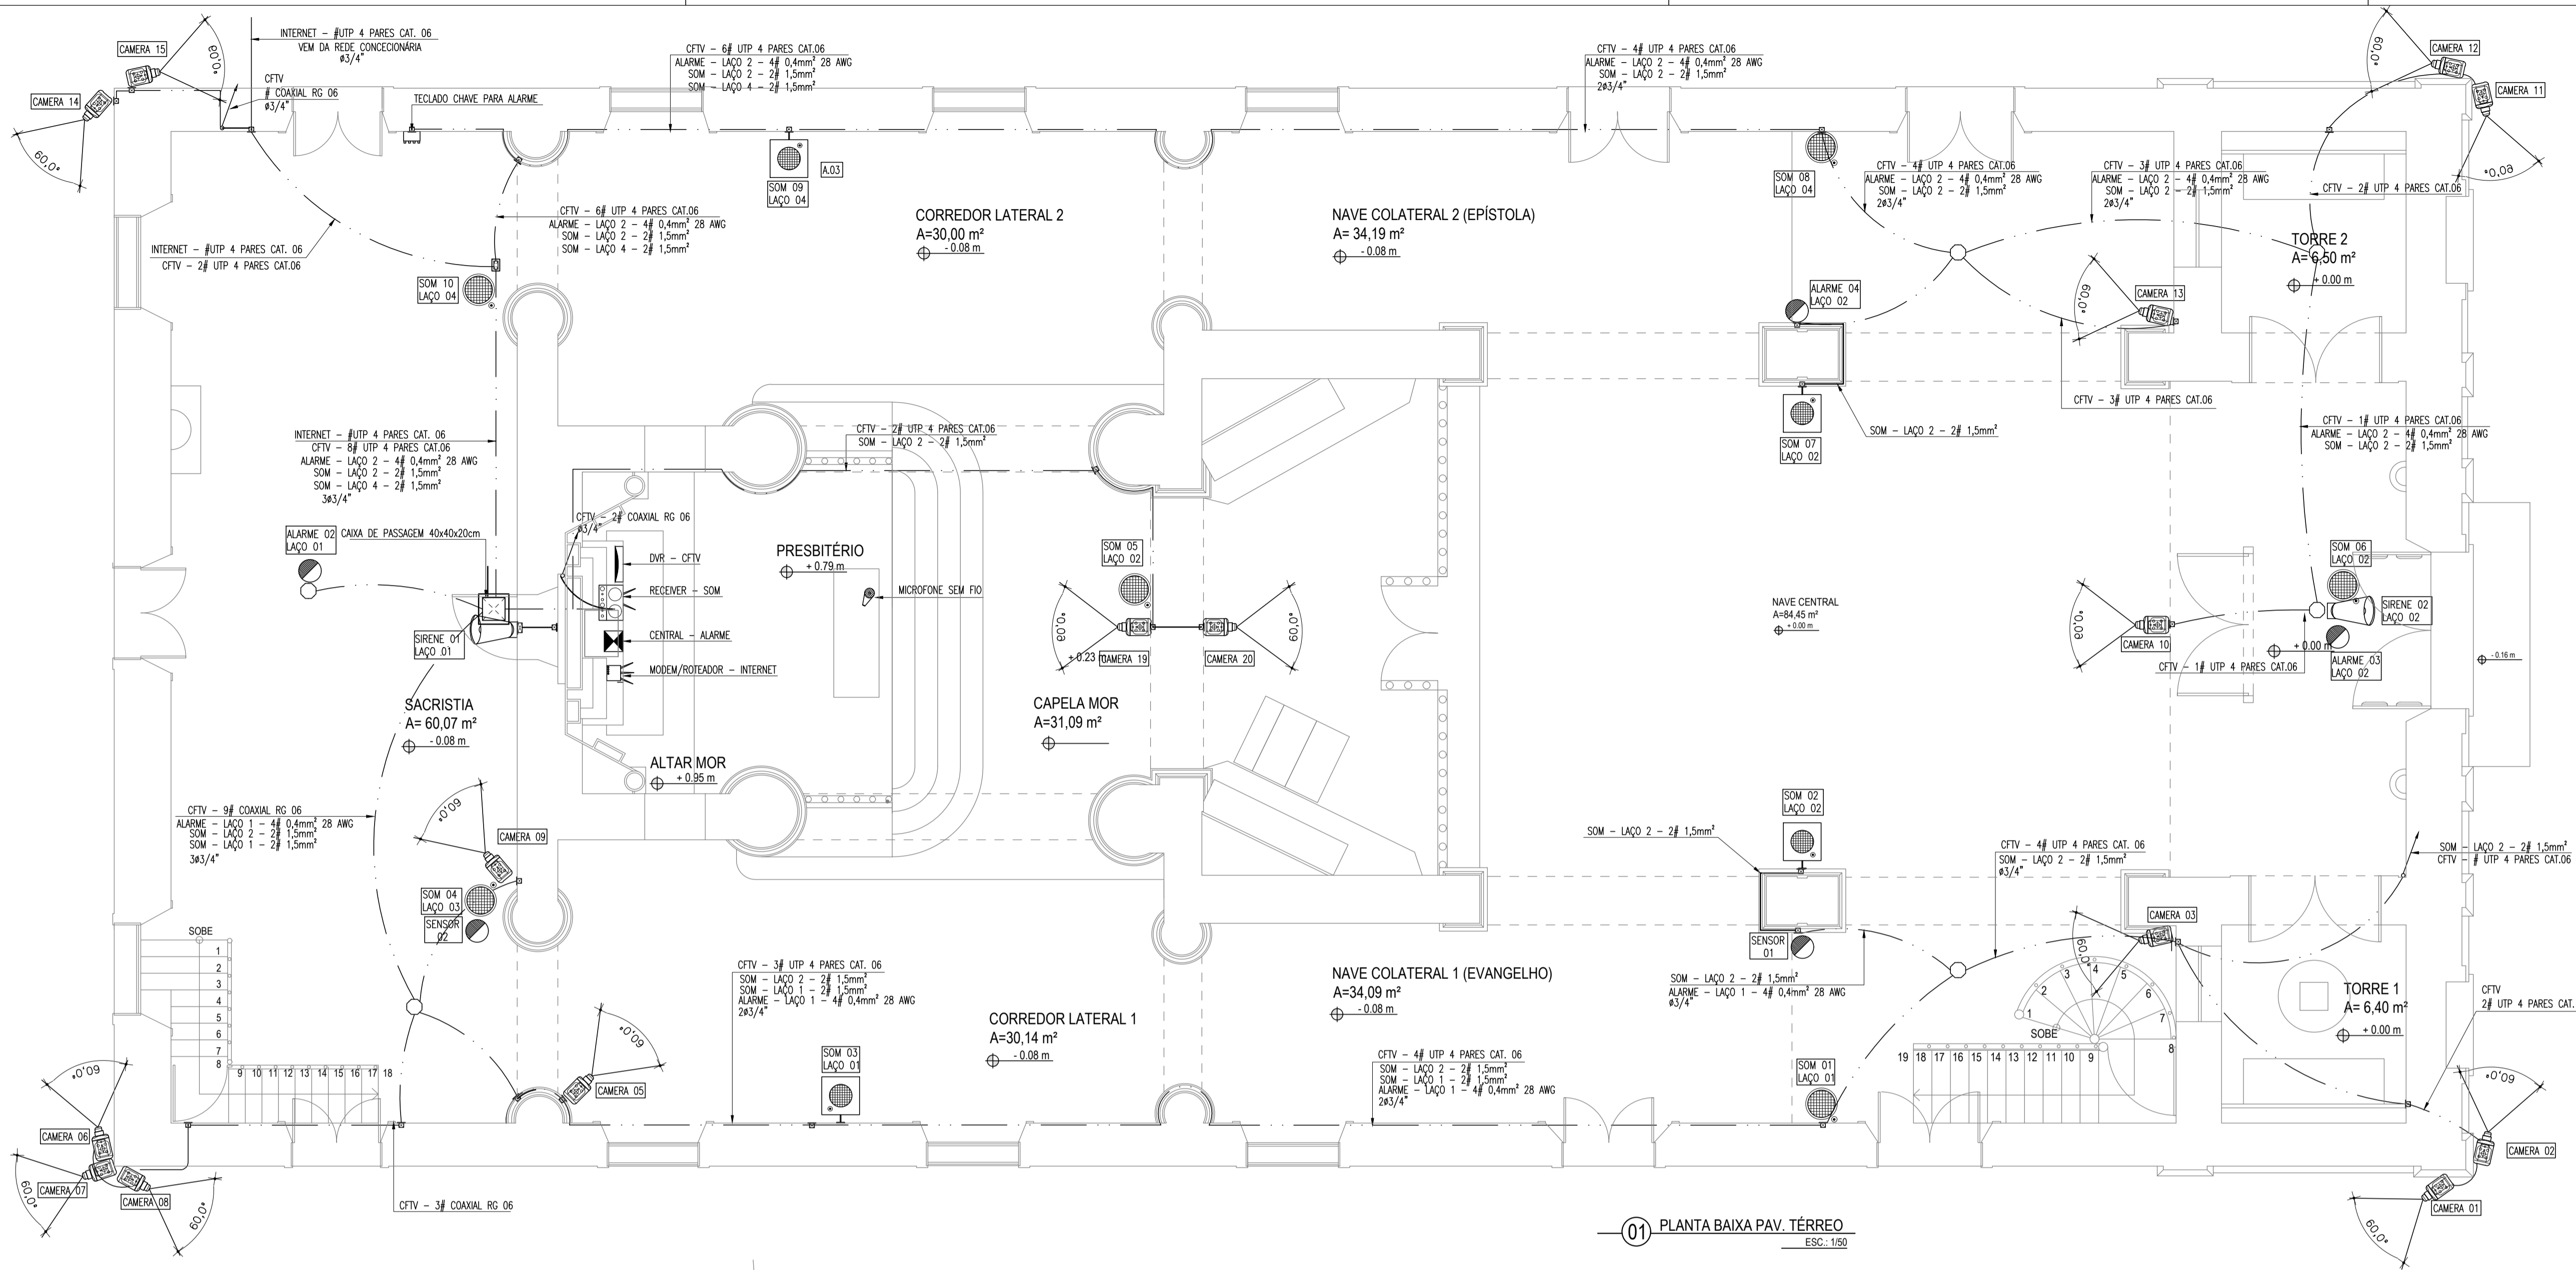 CAMERA 15
60,0°
INTERNET - #UTP 4 PARES CAT. 06
VEM DA REDE CONCECIONÁRIA
ø3/4"
CFTV
# COAXIAL RG 06
ø3/4"
CAMERA 14
60,0°
TECLADO CHAVE PARA ALARME
CFTV - 6# UTP 4 PARES CAT.06
ALARME - LAÇO 2 - 4# 0,4mm² 28 AWG
SOM - LAÇO 2 - 2# 1,5mm²
SOM - LAÇO 4 - 2# 1,5mm²
CFTV - 4# UTP 4 PARES CAT.06
ALARME - LAÇO 2 - 4# 0,4mm² 28 AWG
SOM - LAÇO 2 - 2# 1,5mm²
2ø3/4"
60,0°
CAMERA 12
CAMERA 11
60,0°
A.03
SOM 09
LAÇO 04
SOM 08
LAÇO 04
CFTV - 4# UTP 4 PARES CAT.06
ALARME - LAÇO 2 - 4# 0,4mm² 28 AWG
SOM - LAÇO 2 - 2# 1,5mm²
2ø3/4"
CFTV - 3# UTP 4 PARES CAT.06
ALARME - LAÇO 2 - 4# 0,4mm² 28 AWG
SOM - LAÇO 2 - 2# 1,5mm²
2ø3/4"
CFTV - 2# UTP 4 PARES CAT.06
CFTV - 6# UTP 4 PARES CAT.06
ALARME - LAÇO 2 - 4# 0,4mm² 28 AWG
SOM - LAÇO 2 - 2# 1,5mm²
SOM - LAÇO 4 - 2# 1,5mm²
CORREDOR LATERAL 2
A=30,00 m²
- 0.08 m
NAVE COLATERAL 2 (EPÍSTOLA)
A= 34,19 m²
- 0.08 m
TORRE 2
A= 6,50 m²
+ 0.00 m
INTERNET - #UTP 4 PARES CAT. 06
CFTV - 2# UTP 4 PARES CAT.06
SOM 10
LAÇO 04
ALARME 04
LAÇO 02
60,0°
CAMERA 13
CFTV - 3# UTP 4 PARES CAT.06
SOM 07
LAÇO 02
SOM - LAÇO 2 - 2# 1,5mm²
CFTV - 1# UTP 4 PARES CAT.06
ALARME - LAÇO 2 - 4# 0,4mm² 28 AWG
SOM - LAÇO 2 - 2# 1,5mm²
INTERNET - #UTP 4 PARES CAT. 06
CFTV - 8# UTP 4 PARES CAT.06
ALARME - LAÇO 2 - 4# 0,4mm² 28 AWG
SOM - LAÇO 2 - 2# 1,5mm²
SOM - LAÇO 4 - 2# 1,5mm²
3ø3/4"
CFTV - 2# UTP 4 PARES CAT.06
SOM - LAÇO 2 - 2# 1,5mm²
CFTV - 2# COAXIAL RG 06
ø3/4"
ALARME 02
LAÇO 01
CAIXA DE PASSAGEM 40x40x20cm
DVR - CFTV
RECEIVER - SOM
CENTRAL - ALARME
MODEM/ROTEADOR - INTERNET
PRESBITÉRIO
+ 0.79 m
MICROFONE SEM FIO
SOM 05
LAÇO 02
60,0°
+ 0.23 m
CAMERA 19
CAMERA 20
60,0°
NAVE CENTRAL
A=84,45 m²
+ 0.00 m
60,0°
CAMERA 10
CFTV - 1# UTP 4 PARES CAT.06
+ 0.00 m
SOM 06
LAÇO 02
SIRENE 02
LAÇO 02
ALARME 03
LAÇO 02
- 0.16 m
SIRENE 01
LAÇO 01
SACRISTIA
A= 60,07 m²
- 0.08 m
CAPELA MOR
A=31,09 m²
ALTAR MOR
+ 0.95 m
CFTV - 9# COAXIAL RG 06
ALARME - LAÇO 1 - 4# 0,4mm² 28 AWG
SOM - LAÇO 2 - 2# 1,5mm²
SOM - LAÇO 1 - 2# 1,5mm²
3ø3/4"
60,0°
CAMERA 09
SOM 04
LAÇO 03
SENSOR
02
SOM 02
LAÇO 02
SOM - LAÇO 2 - 2# 1,5mm²
SENSOR
01
CFTV - 4# UTP 4 PARES CAT. 06
SOM - LAÇO 2 - 2# 1,5mm²
ø3/4"
SOM - LAÇO 2 - 2# 1,5mm²
CFTV - # UTP 4 PARES CAT.06
CAMERA 03
60,0°
SOBE
1
2
3
4
5
6
7
8
9 10 11 12 13 14 15 16 17 18
CFTV - 3# UTP 4 PARES CAT. 06
SOM - LAÇO 2 - 2# 1,5mm²
SOM - LAÇO 1 - 2# 1,5mm²
ALARME - LAÇO 1 - 4# 0,4mm² 28 AWG
2ø3/4"
CORREDOR LATERAL 1
A=30,14 m²
- 0.08 m
NAVE COLATERAL 1 (EVANGELHO)
A=34,09 m²
- 0.08 m
SOM - LAÇO 2 - 2# 1,5mm²
ALARME - LAÇO 1 - 4# 0,4mm² 28 AWG
ø3/4"
1
2
3
4
5
6
7
8
SOBE
19 18 17 16 15 14 13 12 11 10 9
TORRE 1
A= 6,40 m²
+ 0.00 m
CFTV
2# UTP 4 PARES CAT.
60,0°
CAMERA 05
SOM 03
LAÇO 01
CFTV - 4# UTP 4 PARES CAT. 06
SOM - LAÇO 2 - 2# 1,5mm²
SOM - LAÇO 1 - 2# 1,5mm²
ALARME - LAÇO 1 - 4# 0,4mm² 28 AWG
2ø3/4"
SOM 01
LAÇO 01
60,0°
CAMERA 02
60,0°
CAMERA 06
CAMERA 07
60,0°
CAMERA 08
60,0°
CFTV - 3# COAXIAL RG 06
CAMERA 01
60,0°
01 PLANTA BAIXA PAV. TÉRREO
ESC.: 1/50